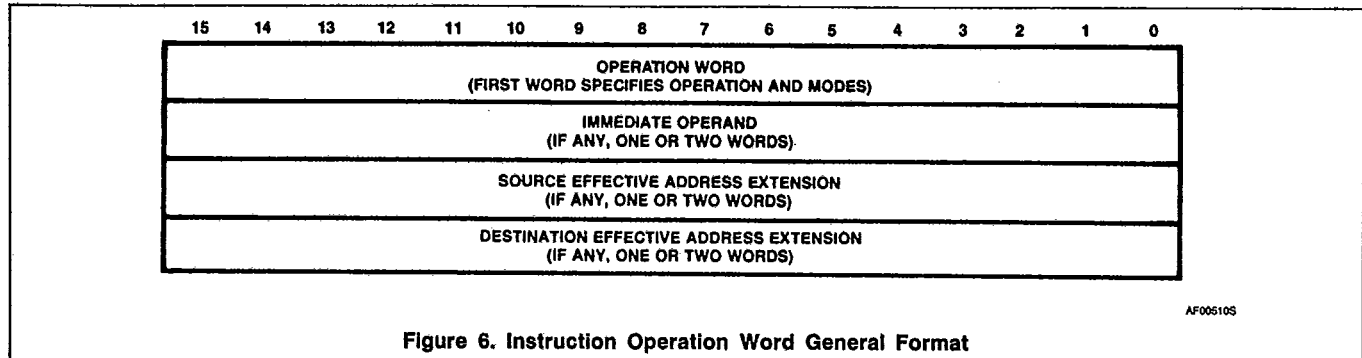 15 14 13 12 11 10 9 8 7 6 5 4 3 2 1 0
OPERATION WORD
(FIRST WORD SPECIFIES OPERATION AND MODES)
IMMEDIATE OPERAND
(IF ANY, ONE OR TWO WORDS)
SOURCE EFFECTIVE ADDRESS EXTENSION
(IF ANY, ONE OR TWO WORDS)
DESTINATION EFFECTIVE ADDRESS EXTENSION
(IF ANY, ONE OR TWO WORDS)
AF00510S
Figure 6. Instruction Operation Word General Format